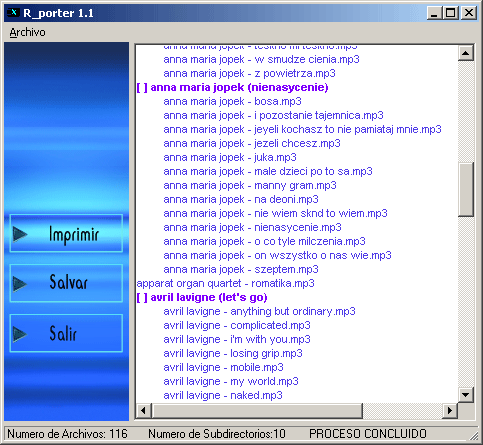 R_porter 1.1
Archivo
anna maria jopek - teskno mi teskno.mp3
anna maria jopek - w smudze cienia.mp3
anna maria jopek - z powietrza.mp3
[ ] anna maria jopek (nienasycenie)
anna maria jopek - bosa.mp3
anna maria jopek - i pozostanie tajemnica.mp3
anna maria jopek - jeyeli kochasz to nie pamiataj mnie.mp3
anna maria jopek - jezeli chcesz.mp3
anna maria jopek - juka.mp3
anna maria jopek - male dzieci po to sa.mp3
anna maria jopek - manny gram.mp3
anna maria jopek - na deoni.mp3
anna maria jopek - nie wiem sknd to wiem.mp3
anna maria jopek - nienasycenie.mp3
anna maria jopek - o co tyle milczenia.mp3
anna maria jopek - on wszystko o nas wie.mp3
anna maria jopek - szeptem.mp3
apparat organ quartet - romatika.mp3
[ ] avril lavigne (let's go)
avril lavigne - anything but ordinary.mp3
avril lavigne - complicated.mp3
avril lavigne - i'm with you.mp3
avril lavigne - losing grip.mp3
avril lavigne - mobile.mp3
avril lavigne - my world.mp3
avril lavigne - naked.mp3
Imprimir
Salvar
Salir
Numero de Archivos: 116 Numero de Subdirectorios:10 PROCESO CONCLUIDO